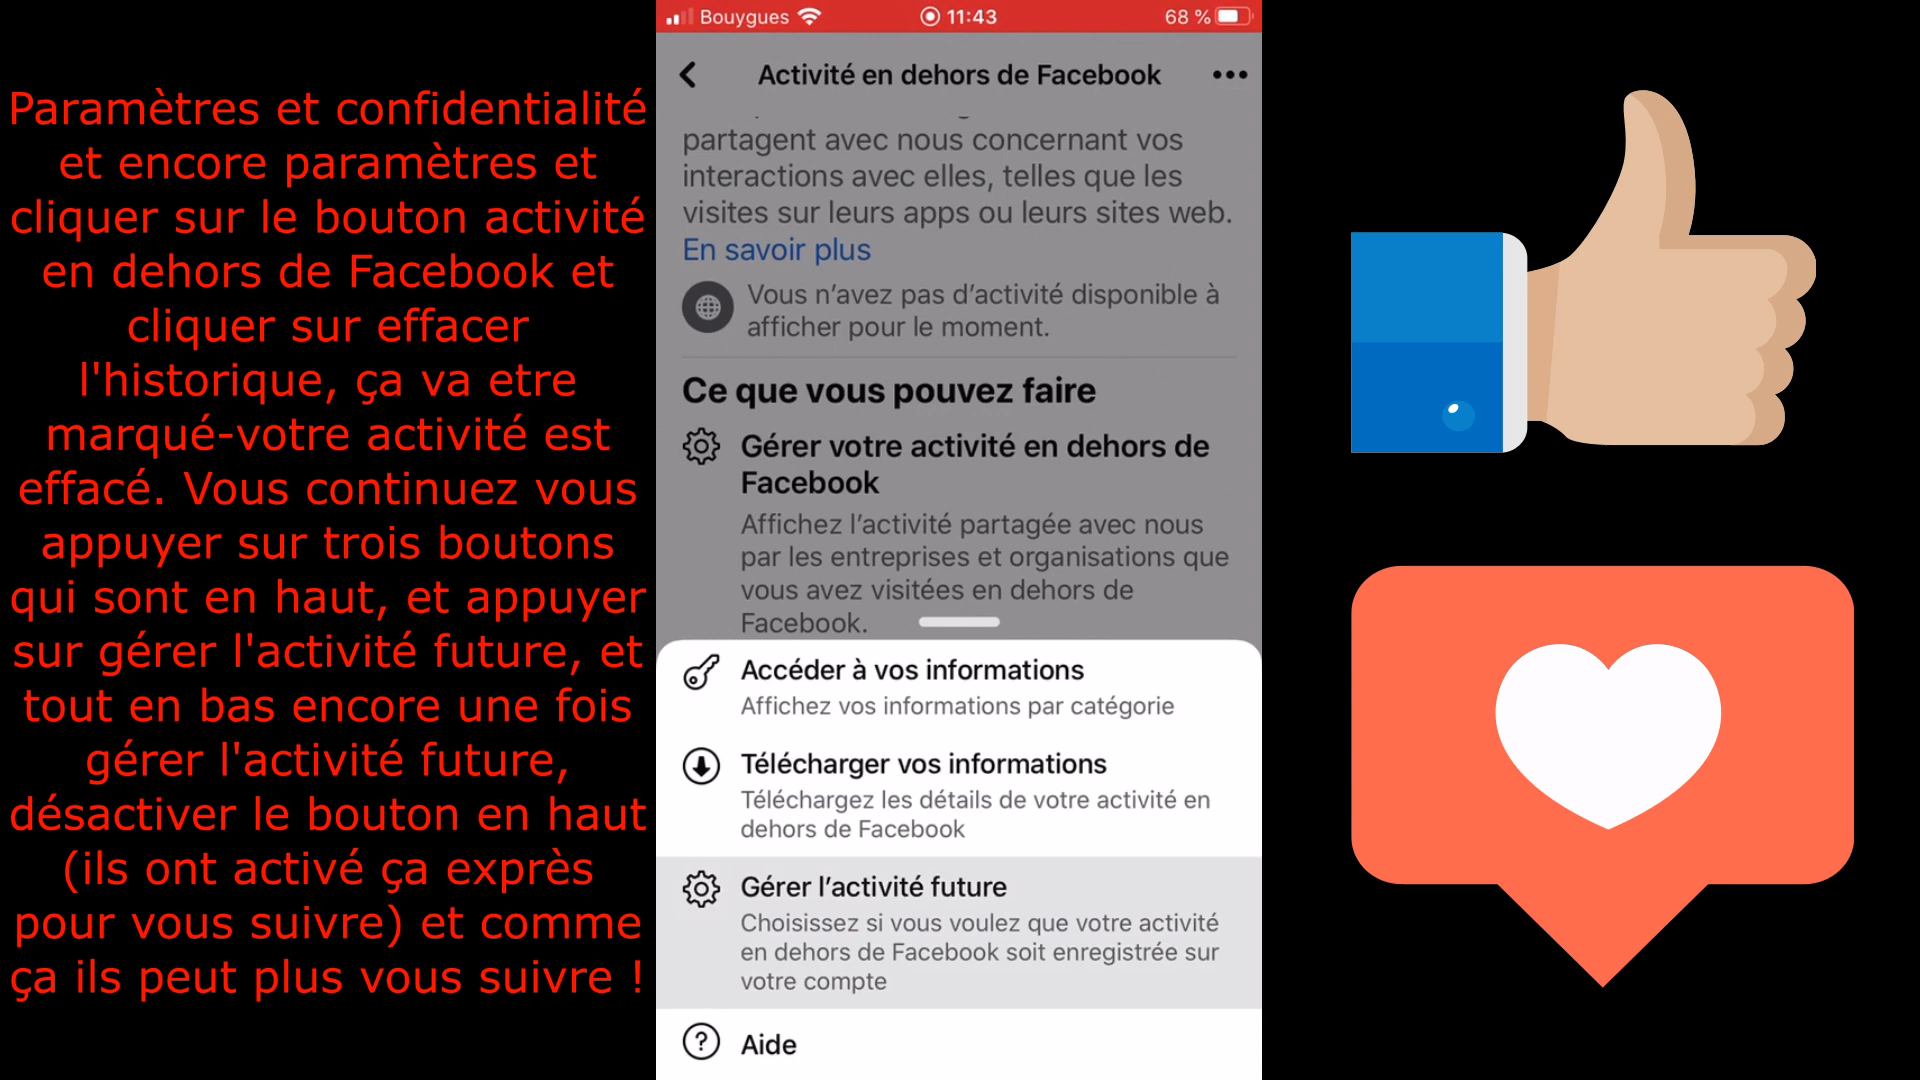 Paramètres et confidentialité
et encore paramètres et
cliquer sur le bouton activité
en dehors de Facebook et
cliquer sur effacer
l'historique, ça va etre
marqué-votre activité est
effacé. Vous continuez vous
appuyer sur trois boutons
qui sont en haut, et appuyer
sur gérer l'activité future, et
tout en bas encore une fois
gérer l'activité future,
désactiver le bouton en haut
(ils ont activé ça exprès
pour vous suivre) et comme
ça ils peut plus vous suivre !
Bouygues 11:43 68 %
Activité en dehors de Facebook
partagent avec nous concernant vos
interactions avec elles, telles que les
visites sur leurs apps ou leurs sites web.
En savoir plus
Vous n’avez pas d’activité disponible à
afficher pour le moment.
Ce que vous pouvez faire
Gérer votre activité en dehors de
Facebook
Affichez l’activité partagée avec nous
par les entreprises et organisations que
vous avez visitées en dehors de
Facebook.
Accéder à vos informations
Affichez vos informations par catégorie
Télécharger vos informations
Téléchargez les détails de votre activité en
dehors de Facebook
Gérer l’activité future
Choisissez si vous voulez que votre activité
en dehors de Facebook soit enregistrée sur
votre compte
Aide